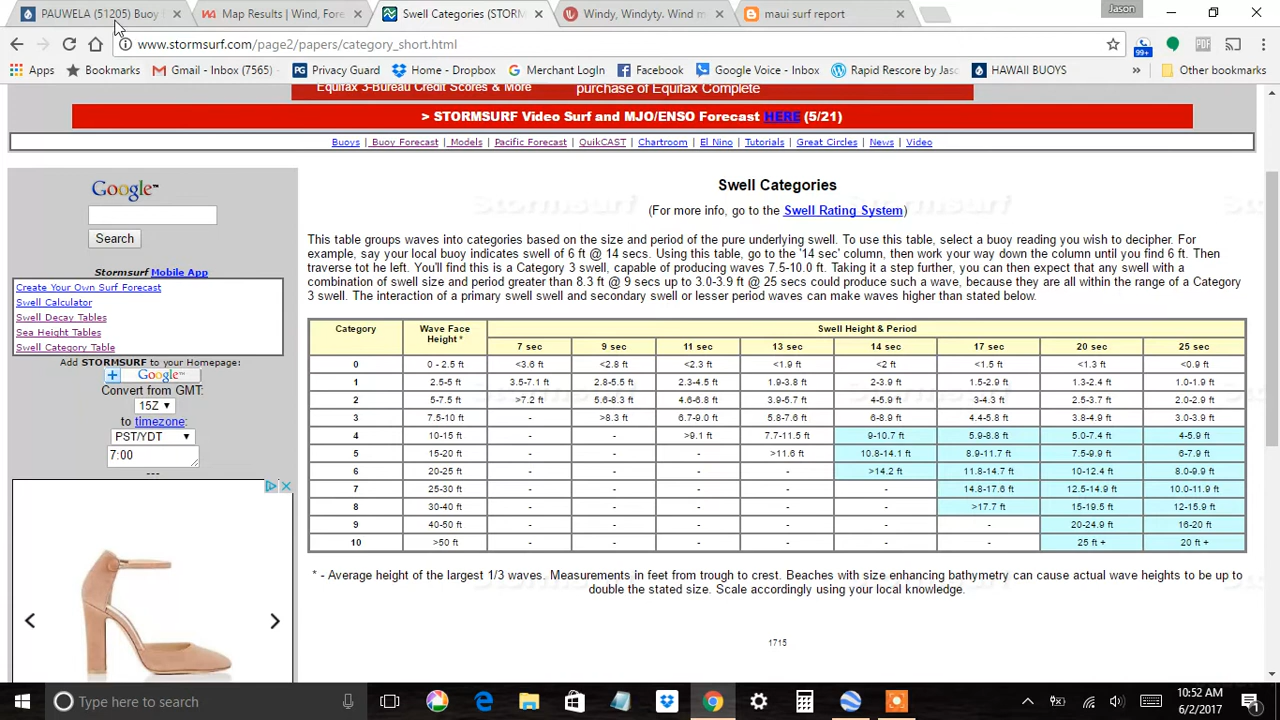 PAUWELA (51205) Buoy
Map Results | Wind, Fore
Swell Categories (STORM
Windy, Windyty. Wind m
maui surf report
Jason
www.stormsurf.com/page2/papers/category_short.html
99+
PDF
Apps
Bookmarks
Gmail - Inbox (7565)
Privacy Guard
Home - Dropbox
Merchant LogIn
Facebook
Google Voice - Inbox
Rapid Rescore by Jaso
HAWAII BUOYS
»
Other bookmarks
Equifax 3-Bureau Credit Scores & More
purchase of Equifax Complete
> STORMSURF Video Surf and MJO/ENSO Forecast HERE (5/21)
Buoys | Buoy Forecast | Models | Pacific Forecast | QuikCAST | Chartroom | El Nino | Tutorials | Great Circles | News | Video
Google™
Search
Stormsurf Mobile App
Create Your Own Surf Forecast
Swell Calculator
Swell Decay Tables
Sea Height Tables
Swell Category Table
Add STORMSURF to your Homepage:
+ Google™
Convert from GMT:
15Z
to timezone:
PST/YDT
7:00
---
Swell Categories
(For more info, go to the Swell Rating System)
This table groups waves into categories based on the size and period of the pure underlying swell. To use this table, select a buoy reading you wish to decipher. For
example, say your local buoy indicates swell of 6 ft @ 14 secs. Using this table, go to the '14 sec' column, then work your way down the column until you find 6 ft. Then
traverse tot he left. You'll find this is a Category 3 swell, capable of producing waves 7.5-10.0 ft. Taking it a step further, you can then expect that any swell with a
combination of swell size and period greater than 8.3 ft @ 9 secs up to 3.0-3.9 ft @ 25 secs could produce such a wave, because they are all within the range of a Category
3 swell. The interaction of a primary swell swell and secondary swell or lesser period waves can make waves higher than stated below.
Category
Wave Face
Height *
Swell Height & Period
7 sec 9 sec 11 sec 13 sec 14 sec 17 sec 20 sec 25 sec
0 0 - 2.5 ft <3.6 ft <2.8 ft <2.3 ft <1.9 ft <2 ft <1.5 ft <1.3 ft <0.9 ft
1 2.5-5 ft 3.5-7.1 ft 2.8-5.5 ft 2.3-4.5 ft 1.9-3.8 ft 2-3.9 ft 1.5-2.9 ft 1.3-2.4 ft 1.0-1.9 ft
2 5-7.5 ft >7.2 ft 5.6-8.3 ft 4.6-6.8 ft 3.9-5.7 ft 4-5.9 ft 3-4.3 ft 2.5-3.7 ft 2.0-2.9 ft
3 7.5-10 ft - >8.3 ft 6.7-9.0 ft 5.8-7.6 ft 6-8.9 ft 4.4-5.8 ft 3.8-4.9 ft 3.0-3.9 ft
4 10-15 ft - - >9.1 ft 7.7-11.5 ft 9-10.7 ft 5.9-8.8 ft 5.0-7.4 ft 4-5.9 ft
5 15-20 ft - - - >11.6 ft 10.8-14.1 ft 8.9-11.7 ft 7.5-9.9 ft 6-7.9 ft
6 20-25 ft - - - - >14.2 ft 11.8-14.7 ft 10-12.4 ft 8.0-9.9 ft
7 25-30 ft - - - - - 14.8-17.6 ft 12.5-14.9 ft 10.0-11.9 ft
8 30-40 ft - - - - - >17.7 ft 15-19.5 ft 12-15.9 ft
9 40-50 ft - - - - - - 20-24.9 ft 16-20 ft
10 >50 ft - - - - - - 25 ft + 20 ft +
* - Average height of the largest 1/3 waves. Measurements in feet from trough to crest. Beaches with size enhancing bathymetry can cause actual wave heights to be up to
double the stated size. Scale accordingly using your local knowledge.
1715
Type here to search
10:52 AM
6/2/2017
1